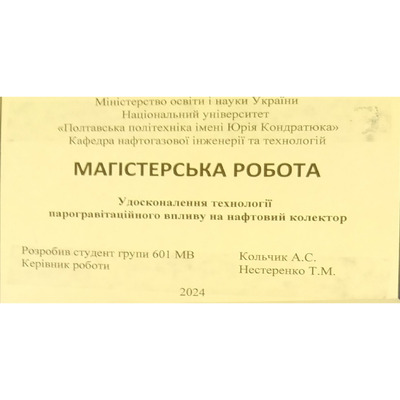 Міністерство освіти і науки України
Національний університет
«Полтавська політехніка імені Юрія Кондратюка»
Кафедра нафтогазової інженерії та технологій
МАГІСТЕРСЬКА РОБОТА
Удосконалення технології
парогравітаційного впливу на нафтовий колектор
Розробив студент групи 601 МВ
Кольчик А.С.
Керівник роботи
Нестеренко Т.М.
2024